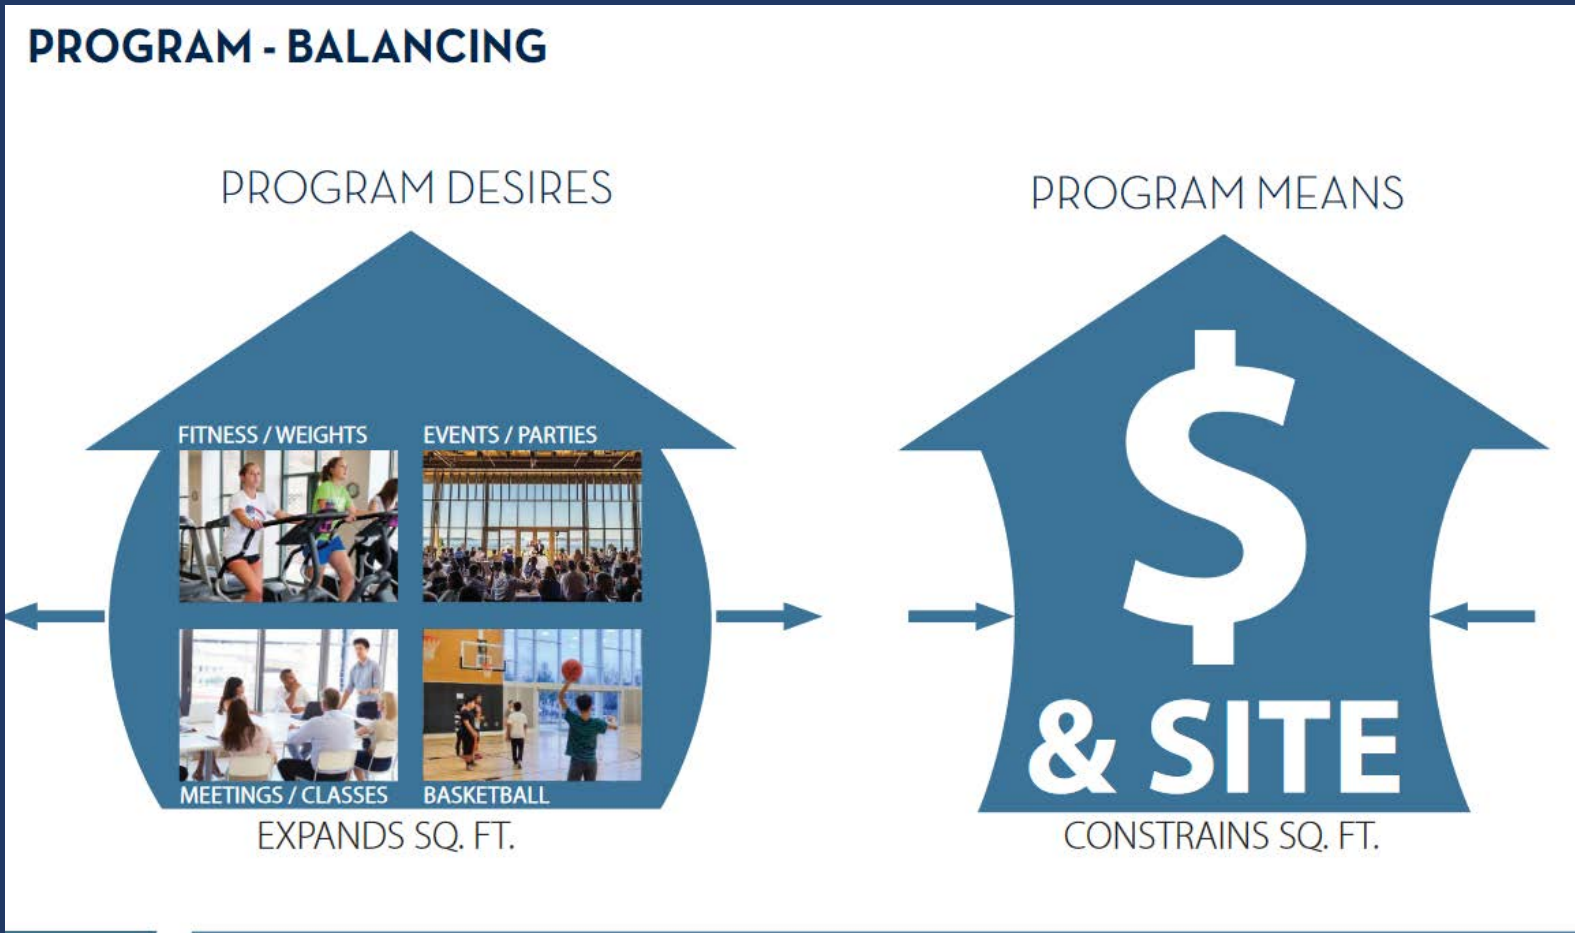 PROGRAM - BALANCING
PROGRAM DESIRES
FITNESS / WEIGHTS
EVENTS / PARTIES
MEETINGS / CLASSES
BASKETBALL
EXPANDS SQ. FT.
PROGRAM MEANS
$
& SITE
CONSTRAINS SQ. FT.